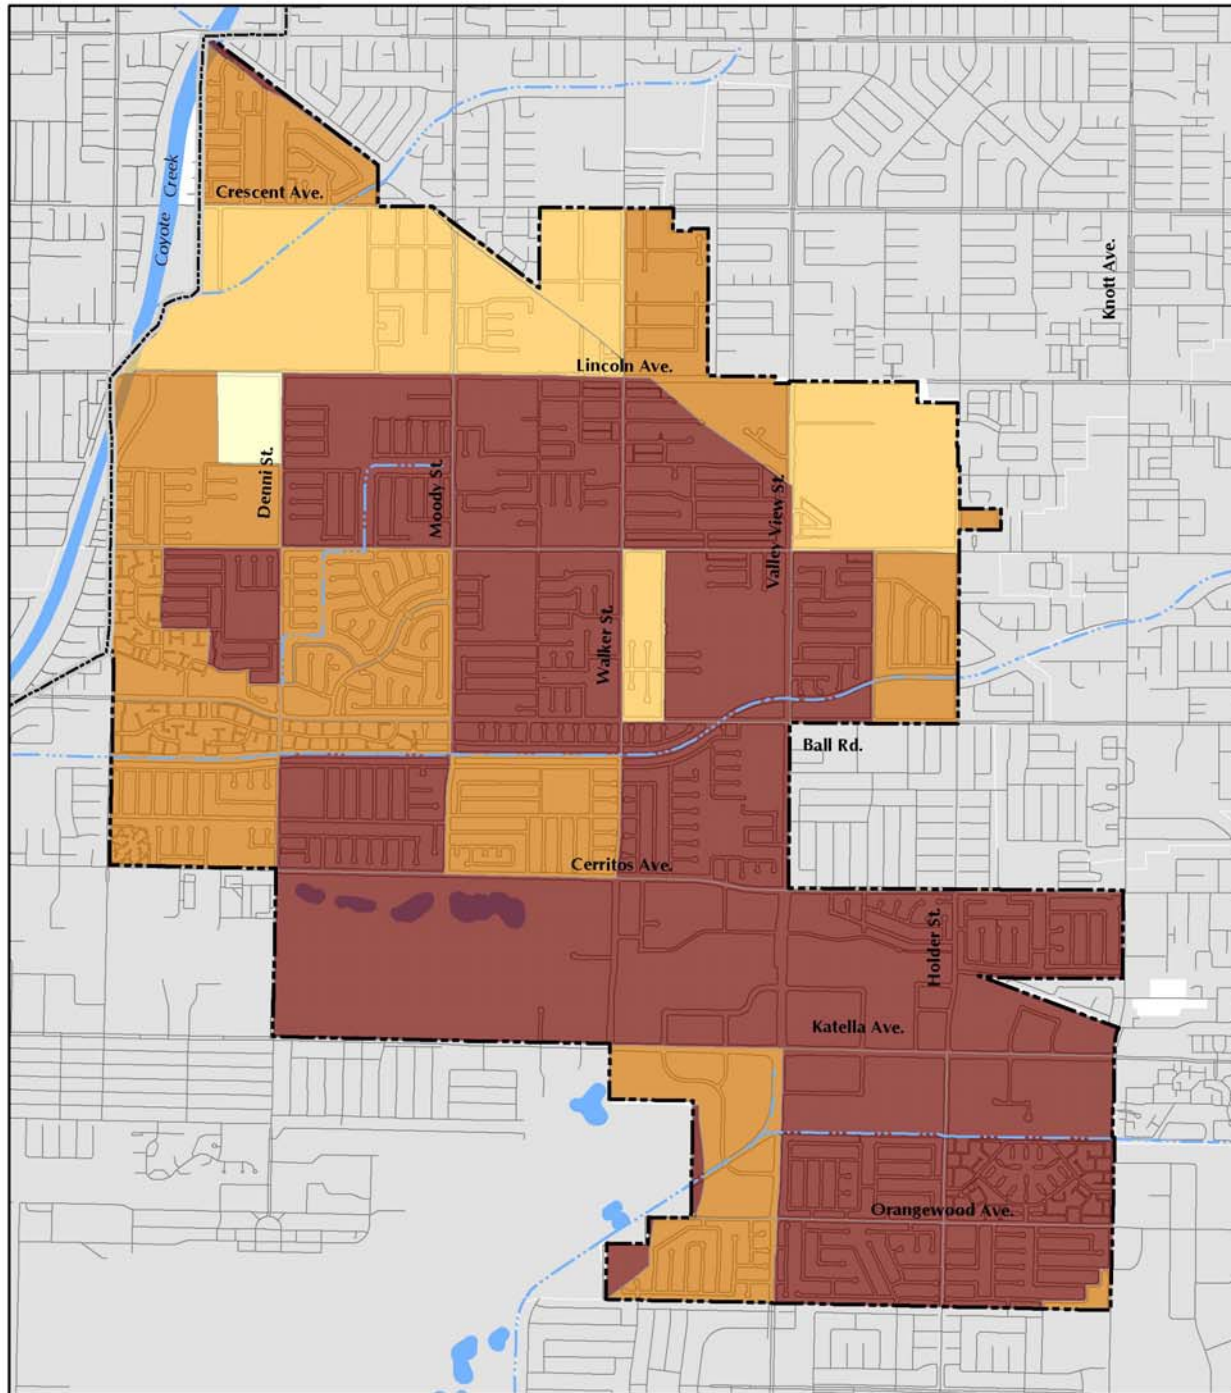 Crescent Ave.
Coyote Creek
Knott Ave.
Lincoln Ave.
Denni St.
Moody St.
Valley View St.
Walker St.
Ball Rd.
Cerritos Ave.
Holder St.
Katella Ave.
Orangewood Ave.